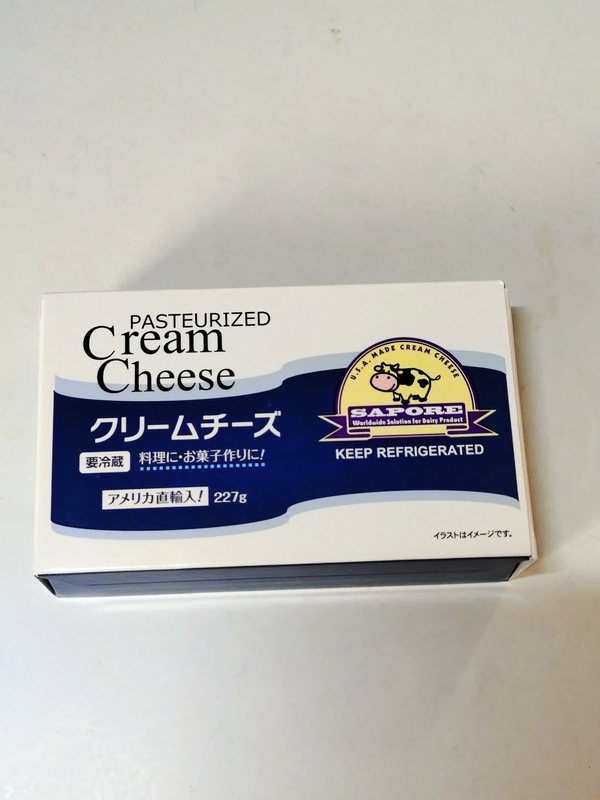 PASTEURIZED
Cream
Cheese
クリームチーズ
要冷蔵 料理に・お菓子作りに!
アメリカ直輸入! 227g
U.S.A. MADE CREAM CHEESE
SAPORE
Worldwide Solution for Dairy Product
KEEP REFRIGERATED
イラストはイメージです。